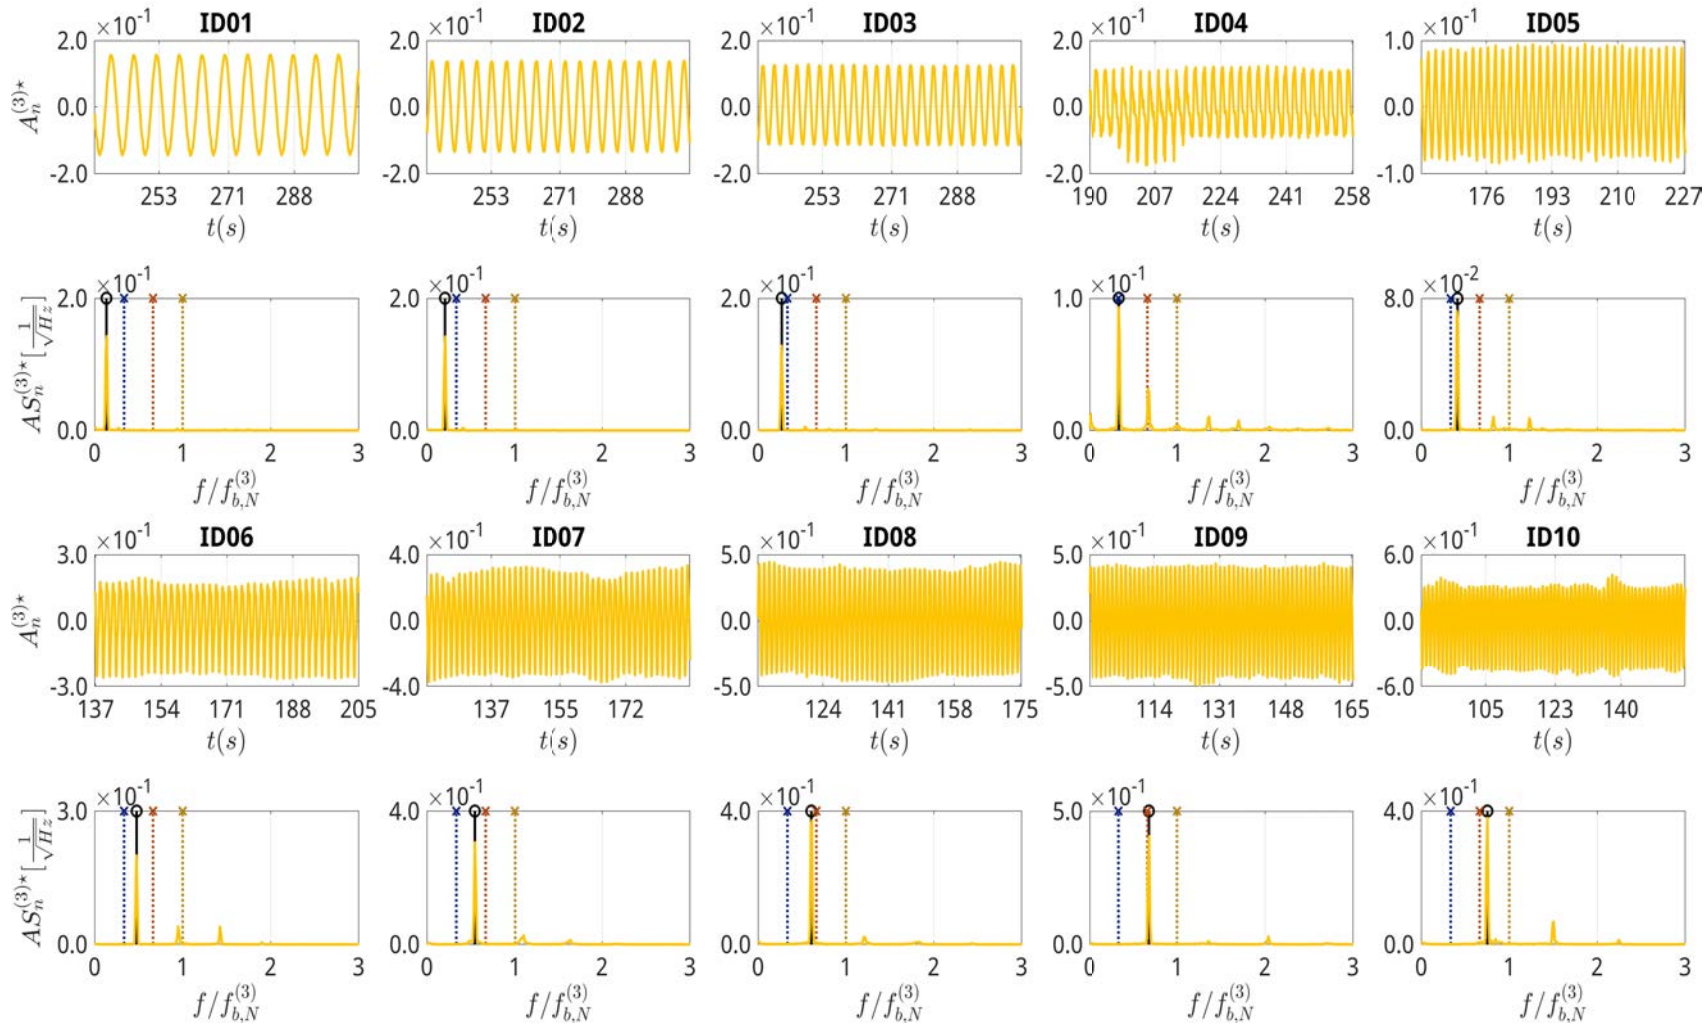 ID01 ID02 ID03 ID04 ID05
×10⁻¹ ×10⁻¹ ×10⁻¹ ×10⁻¹ ×10⁻¹
2.0 2.0 2.0 2.0 1.0
A_n^{(3)⋆} 0.0 0.0 0.0 0.0 0.0
-2.0 -2.0 -2.0 -2.0 -1.0
253 271 288 253 271 288 253 271 288 190 207 224 241 258 176 193 210 227
t(s) t(s) t(s) t(s) t(s)
×10⁻¹ ×10⁻¹ ×10⁻¹ ×10⁻¹ ×10⁻²
2.0 2.0 2.0 1.0 8.0
AS_n^{(3)⋆}[1/√Hz]
0.0 0.0 0.0 0.0 0.0
0 1 2 3 0 1 2 3 0 1 2 3 0 1 2 3 0 1 2 3
f/f_{b,N}^{(3)} f/f_{b,N}^{(3)} f/f_{b,N}^{(3)} f/f_{b,N}^{(3)} f/f_{b,N}^{(3)}
ID06 ID07 ID08 ID09 ID10
×10⁻¹ ×10⁻¹ ×10⁻¹ ×10⁻¹ ×10⁻¹
3.0 4.0 5.0 5.0 6.0
A_n^{(3)⋆} 0.0 0.0 0.0 0.0 0.0
-3.0 -4.0 -5.0 -5.0 -6.0
137 154 171 188 205 137 155 172 124 141 158 175 114 131 148 165 105 123 140
t(s) t(s) t(s) t(s) t(s)
×10⁻¹ ×10⁻¹ ×10⁻¹ ×10⁻¹ ×10⁻¹
3.0 4.0 4.0 5.0 4.0
AS_n^{(3)⋆}[1/√Hz]
0.0 0.0 0.0 0.0 0.0
0 1 2 3 0 1 2 3 0 1 2 3 0 1 2 3 0 1 2 3
f/f_{b,N}^{(3)} f/f_{b,N}^{(3)} f/f_{b,N}^{(3)} f/f_{b,N}^{(3)} f/f_{b,N}^{(3)}